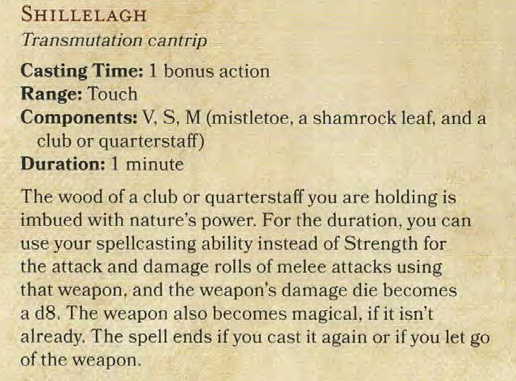 SHILLELAGH
Transmutation cantrip
Casting Time: 1 bonus action
Range: Touch
Components: V, S, M (mistletoe, a shamrock leaf, and a
club or quarterstaff)
Duration: 1 minute
The wood of a club or quarterstaff you are holding is
imbued with nature's power. For the duration, you can
use your spellcasting ability instead of Strength for
the attack and damage rolls of melee attacks using
that weapon, and the weapon's damage die becomes
a d8. The weapon also becomes magical, if it isn't
already. The spell ends if you cast it again or if you let go
of the weapon.